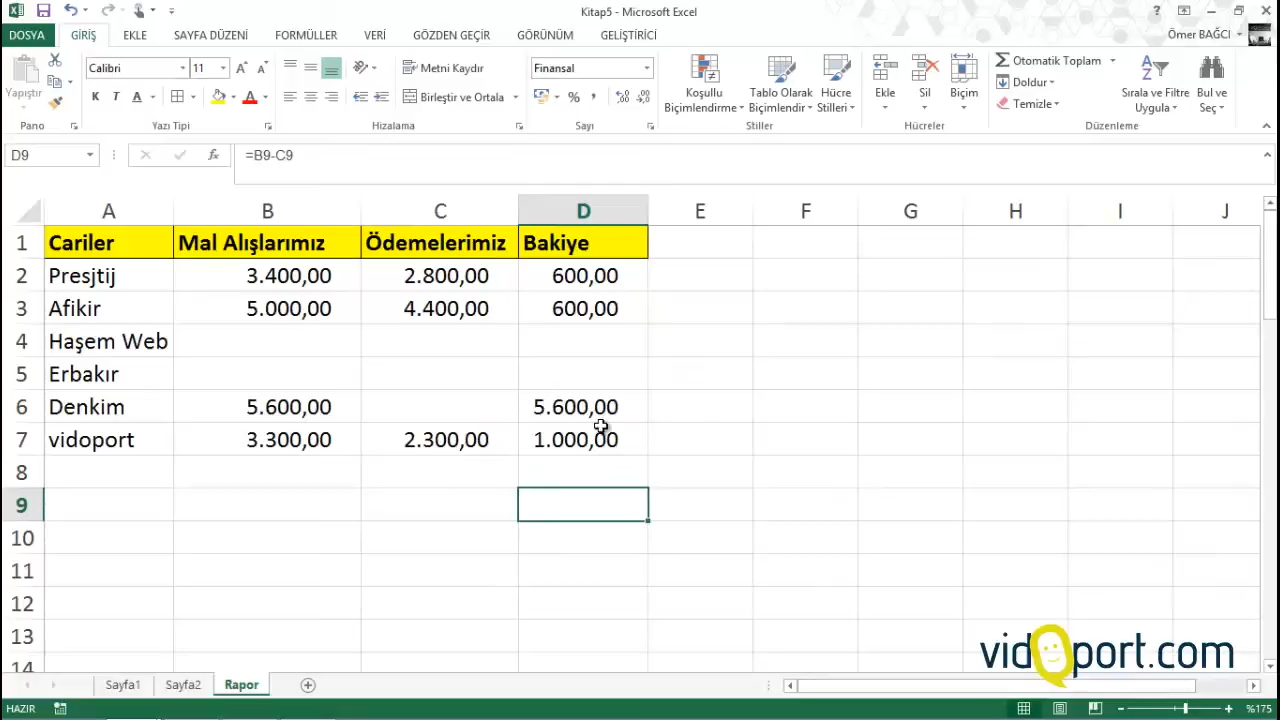 Kitap5 - Microsoft Excel
DOSYA GİRİŞ EKLE SAYFA DÜZENİ FORMÜLLER VERİ GÖZDEN GEÇİR GÖRÜNÜM GELİŞTİRİCİ Ömer BAĞCI
Yapıştır
Calibri 11
K T A
Metni Kaydır
Birleştir ve Ortala
Finansal
Koşullu Biçimlendirme
Tablo Olarak Biçimlendir
Hücre Stilleri
Ekle Sil Biçim
Otomatik Toplam
Doldur
Temizle
Sırala ve Filtre Uygula
Bul ve Seç
Pano Yazı Tipi Hizalama Sayı Stiller Hücreler Düzenleme
D9 fx =B9-C9
A B C D E F G H I J
1 Cariler Mal Alışlarımız Ödemelerimiz Bakiye
2 Presjtij 3.400,00 2.800,00 600,00
3 Afikir 5.000,00 4.400,00 600,00
4 Haşem Web
5 Erbakır
6 Denkim 5.600,00 5.600,00
7 vidoport 3.300,00 2.300,00 1.000,00
8
9
10
11
12
13
14
vidoport.com
Sayfa1 Sayfa2 Rapor
HAZIR %175